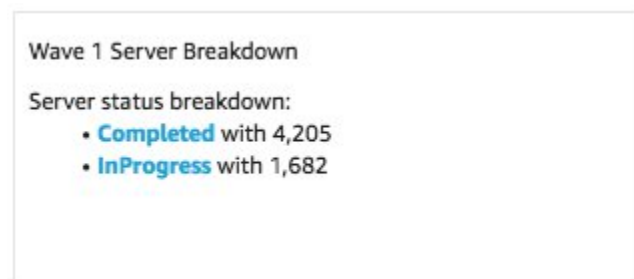 Wave 1 Server Breakdown
Server status breakdown:
• Completed with 4,205
• InProgress with 1,682